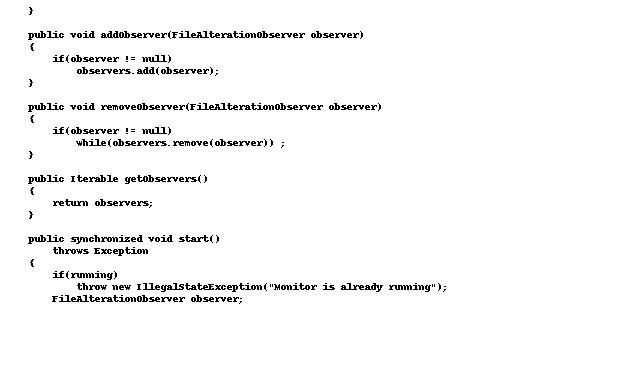 }
public void addObserver(FileAlterationObserver observer)
{
if(observer != null)
observers.add(observer);
}
public void removeObserver(FileAlterationObserver observer)
{
if(observer != null)
while(observers.remove(observer)) ;
}
public Iterable getObservers()
{
return observers;
}
public synchronized void start()
throws Exception
{
if(running)
throw new IllegalStateException("Monitor is already running");
FileAlterationObserver observer;